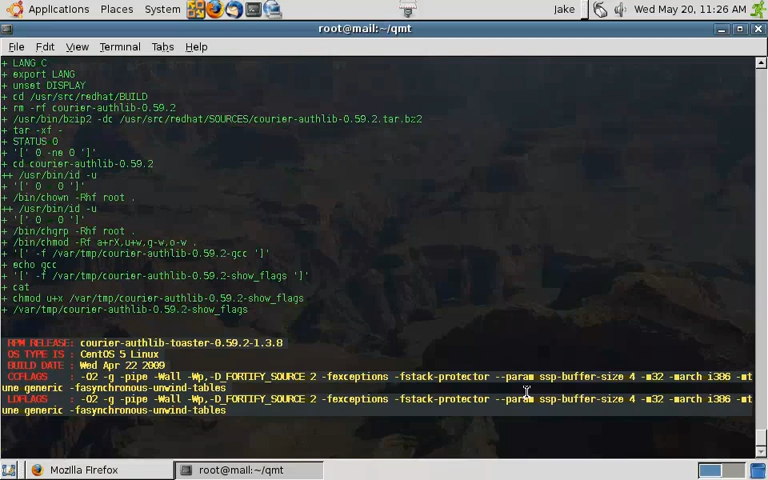 Applications Places System Jake Wed May 20, 11:26 AM
root@mail:~/qmt
File Edit View Terminal Tabs Help
+ LANG C
+ export LANG
+ unset DISPLAY
+ cd /usr/src/redhat/BUILD
+ rm -rf courier-authlib-0.59.2
+ /usr/bin/bzip2 -dc /usr/src/redhat/SOURCES/courier-authlib-0.59.2.tar.bz2
+ tar -xf -
+ STATUS 0
+ '[' 0 -ne 0 ']'
+ cd courier-authlib-0.59.2
++ /usr/bin/id -u
+ '[' 0 0 ']'
+ /bin/chown -Rhf root .
++ /usr/bin/id -u
+ '[' 0 0 ']'
+ /bin/chgrp -Rhf root .
+ /bin/chmod -Rf a+rX,u+w,g-w,o-w .
+ '[' -f /var/tmp/courier-authlib-0.59.2-gcc ']'
+ echo gcc
+ '[' -f /var/tmp/courier-authlib-0.59.2-show_flags ']'
+ cat
+ chmod u+x /var/tmp/courier-authlib-0.59.2-show_flags
+ /var/tmp/courier-authlib-0.59.2-show_flags
RPM RELEASE: courier-authlib-toaster-0.59.2-1.3.8
OS TYPE IS : CentOS 5 Linux
BUILD DATE : Wed Apr 22 2009
CCFLAGS : -O2 -g -pipe -Wall -Wp,-D_FORTIFY_SOURCE 2 -fexceptions -fstack-protector --param ssp-buffer-size 4 -m32 -march i386 -mt
une generic -fasynchronous-unwind-tables
LDFLAGS : -O2 -g -pipe -Wall -Wp,-D_FORTIFY_SOURCE 2 -fexceptions -fstack-protector --param ssp-buffer-size 4 -m32 -march i386 -mt
une generic -fasynchronous-unwind-tables
Mozilla Firefox root@mail:~/qmt